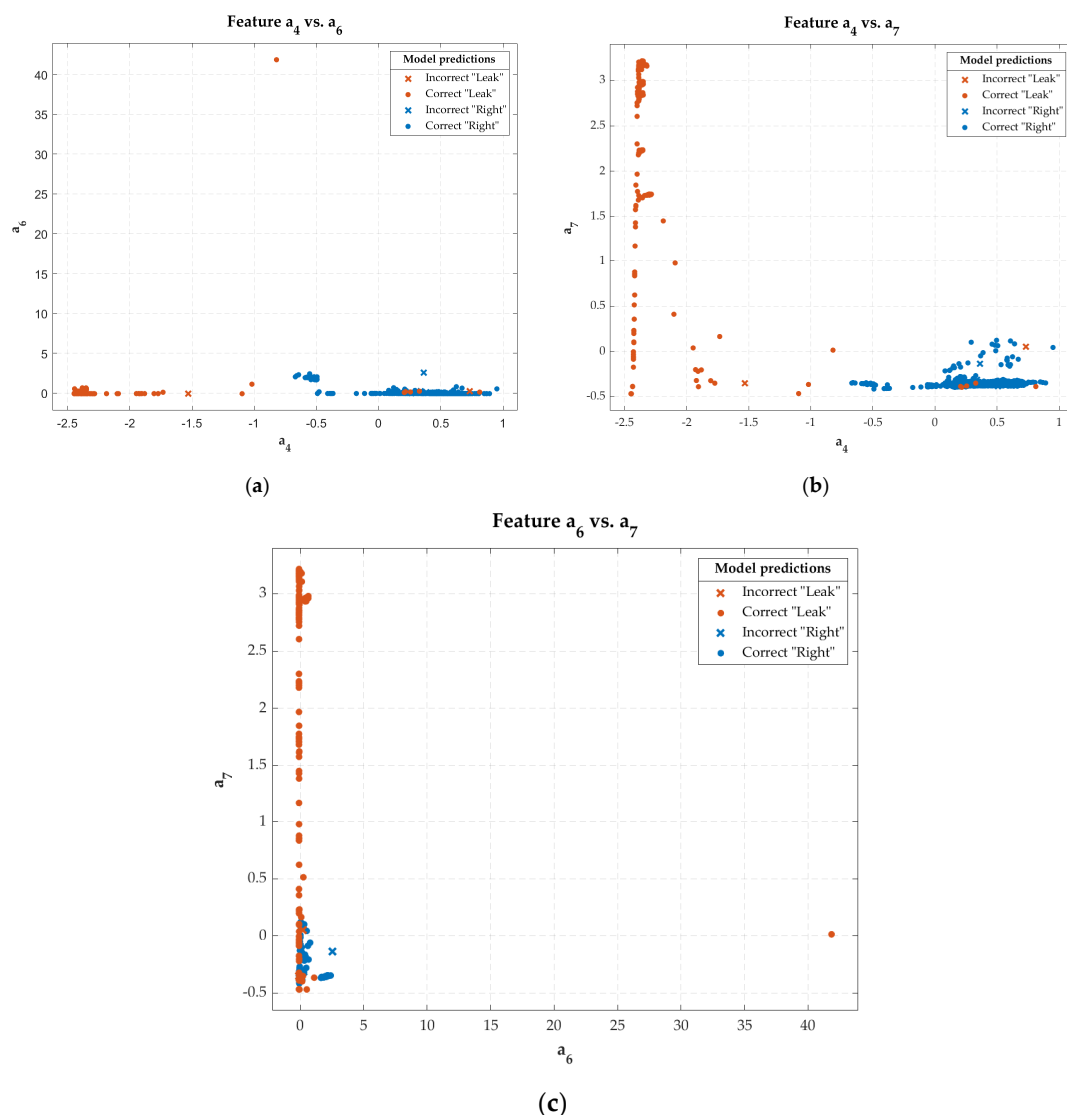 Feature a4 vs. a6
Model predictions
Incorrect "Leak"
Correct "Leak"
Incorrect "Right"
Correct "Right"
40
35
30
25
20
15
10
5
0
a6
-2.5 -2 -1.5 -1 -0.5 0 0.5 1
a4
(a)
Feature a4 vs. a7
Model predictions
Incorrect "Leak"
Correct "Leak"
Incorrect "Right"
Correct "Right"
3
2.5
2
1.5
1
0.5
0
-0.5
a7
-2.5 -2 -1.5 -1 -0.5 0 0.5 1
a4
(b)
Feature a6 vs. a7
Model predictions
Incorrect "Leak"
Correct "Leak"
Incorrect "Right"
Correct "Right"
3
2.5
2
1.5
1
0.5
0
-0.5
a7
0 5 10 15 20 25 30 35 40
a6
(c)